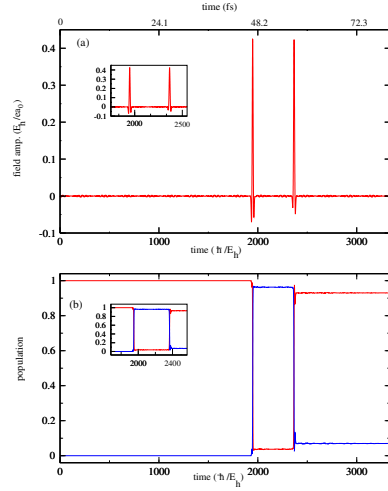 time (fs)
0 24.1 48.2 72.3
(a)
0.4
0.3
0.2
0.1
0
-0.1
field amp. (E_h/ea_0)
0.4
0.3
0.2
0.1
0
-0.1
2000 2500
0 1000 2000 3000
time (ħ/E_h)
(b)
1
0.8
0.6
0.4
0.2
0
population
1
0.8
0.6
0.4
0.2
0
2000 2400
0 1000 2000 3000
time (ħ/E_h)